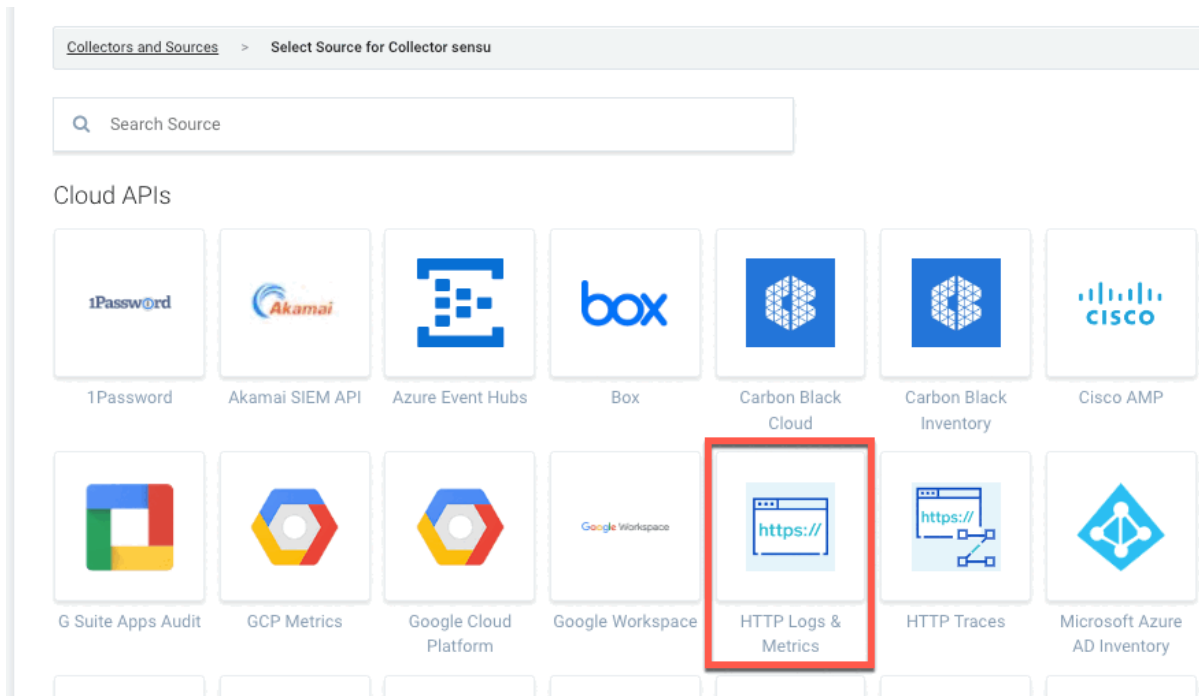 Collectors and Sources > Select Source for Collector sensu
Search Source
Cloud APIs
1Password
Akamai
box
CISCO
1Password
Akamai SIEM API
Azure Event Hubs
Box
Carbon Black
Cloud
Carbon Black
Inventory
Cisco AMP
Google Workspace
https://
https://
G Suite Apps Audit
GCP Metrics
Google Cloud
Platform
Google Workspace
HTTP Logs &
Metrics
HTTP Traces
Microsoft Azure
AD Inventory